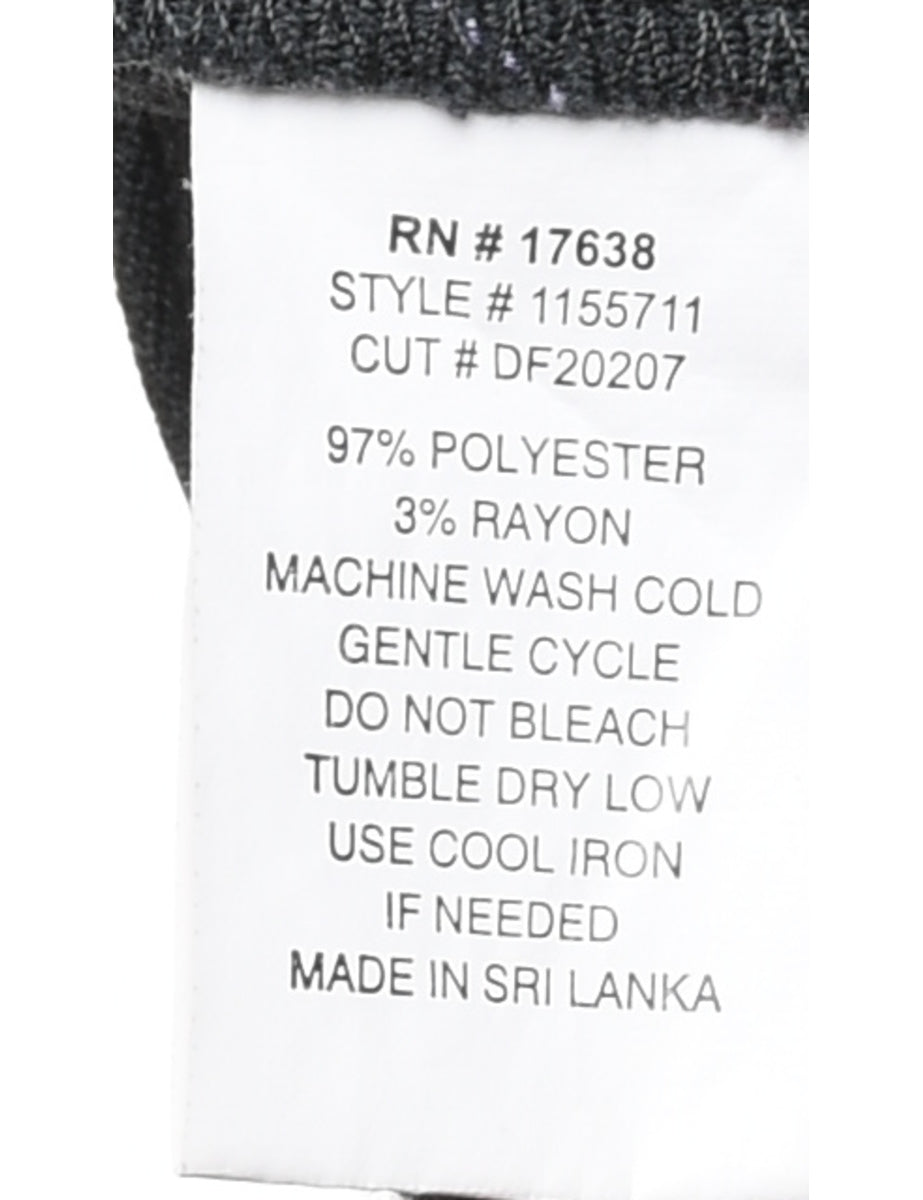 RN # 17638
STYLE # 1155711
CUT # DF20207
97% POLYESTER
3% RAYON
MACHINE WASH COLD
GENTLE CYCLE
DO NOT BLEACH
TUMBLE DRY LOW
USE COOL IRON
IF NEEDED
MADE IN SRI LANKA